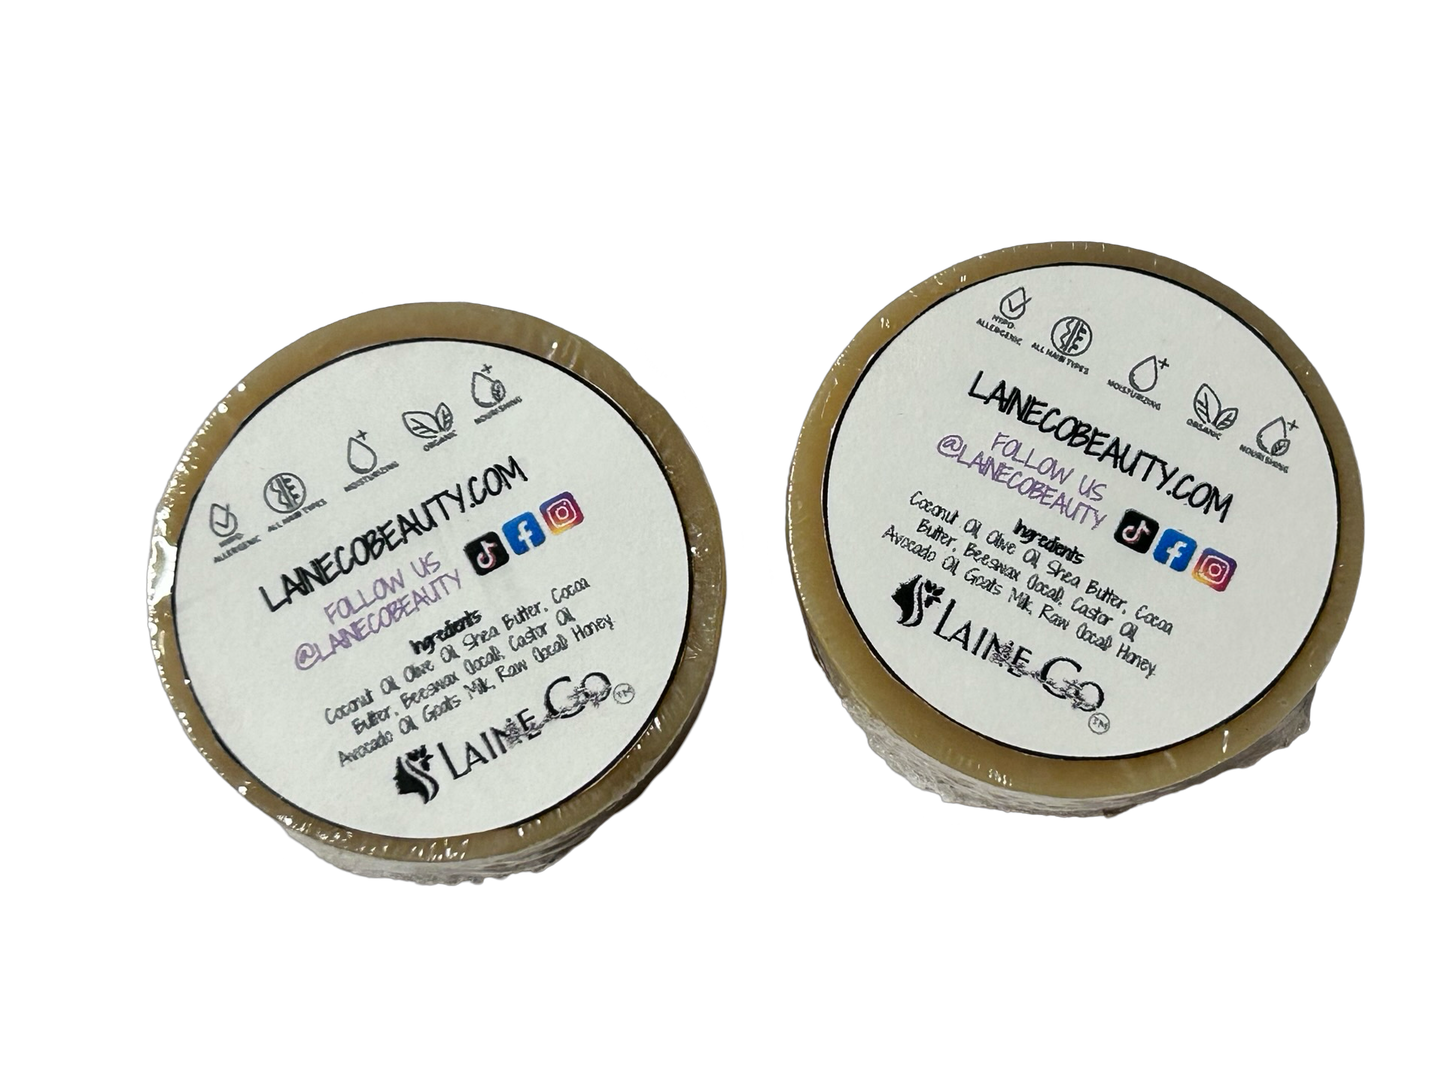 HYPO-
ALLERGENIC
ALL HAIR TYPES
MOISTURIZING
ORGANIC
NOURISHING
LAINECOBEAUTY.COM
FOLLOW US
@LAINECOBEAUTY
Ingredients
Coconut Oil, Olive Oil, Shea Butter, Cocoa
Butter, Beeswax (local), Castor Oil,
Avocado Oil, Goats Milk, Raw (local) Honey
LAINE CO
TM
HYPO-
ALLERGENIC
ALL HAIR TYPES
MOISTURIZING
ORGANIC
NOURISHING
LAINECOBEAUTY.COM
FOLLOW US
@LAINECOBEAUTY
Ingredients
Coconut Oil, Olive Oil, Shea Butter, Cocoa
Butter, Beeswax (local), Castor Oil,
Avocado Oil, Goats Milk, Raw (local) Honey
LAINE CO
TM